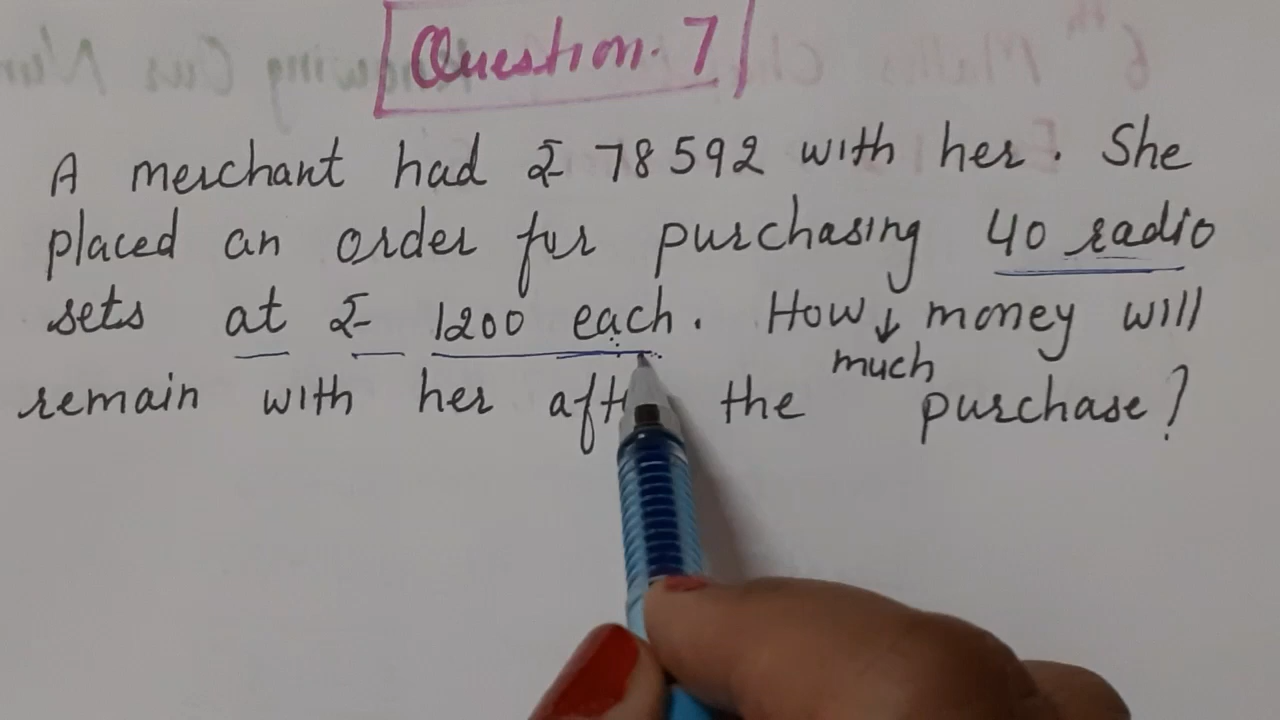 Question. 7
A merchant had ₹ 78592 with her. She
placed an order for purchasing 40 radio
sets at ₹ 1200 each. How ↓ money will
much
remain with her the purchase?